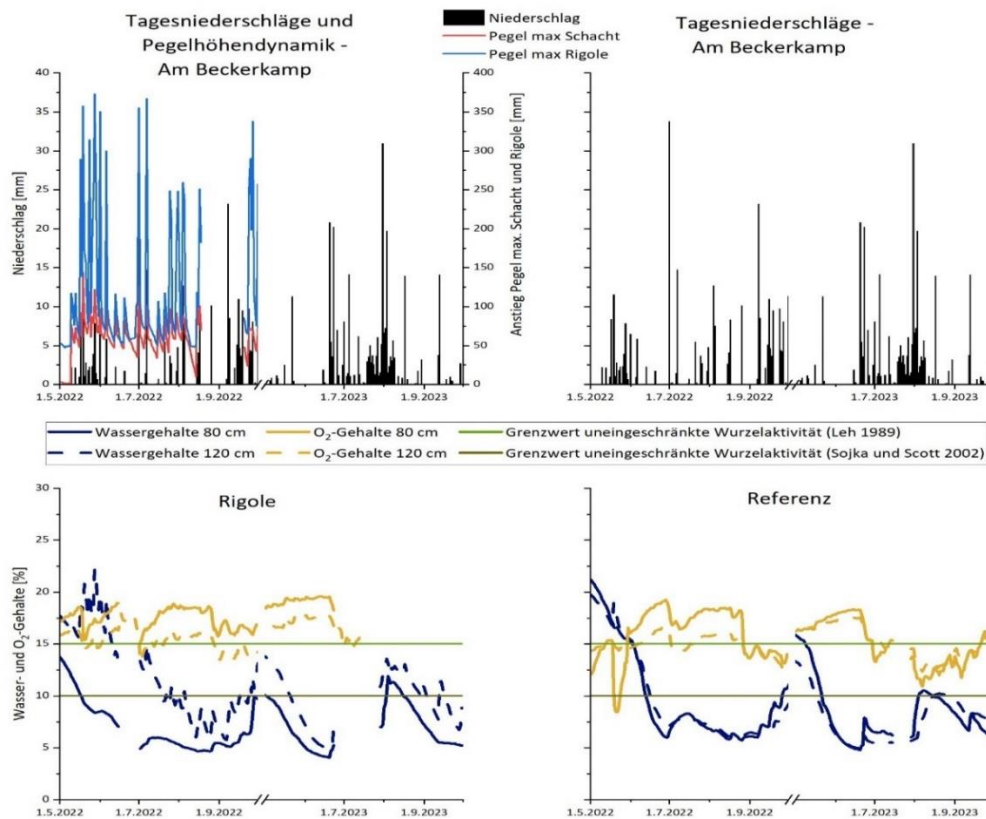 Tagesniederschläge und
Pegelhöhendynamik -
Am Beckerkamp
Niederschlag
Pegel max Schacht
Pegel max Rigole
Tagesniederschläge -
Am Beckerkamp
Niederschlag [mm]
40
35
30
25
20
15
10
5
0
400
350
300
250
200
150
100
50
0
Anstieg Pegel max. Schacht und Rigole [mm]
1.5.2022 1.7.2022 1.9.2022 1.7.2023 1.9.2023
1.5.2022 1.7.2022 1.9.2022 1.7.2023 1.9.2023
Wassergehalte 80 cm O₂-Gehalte 80 cm Grenzwert uneingeschränkte Wurzelaktivität (Leh 1989)
Wassergehalte 120 cm O₂-Gehalte 120 cm Grenzwert uneingeschränkte Wurzelaktivität (Sojka und Scott 2002)
Rigole
Referenz
Wasser- und O₂-Gehalte [%]
30
25
20
15
10
5
0
1.5.2022 1.7.2022 1.9.2022 1.7.2023 1.9.2023
1.5.2022 1.7.2022 1.9.2022 1.7.2023 1.9.2023